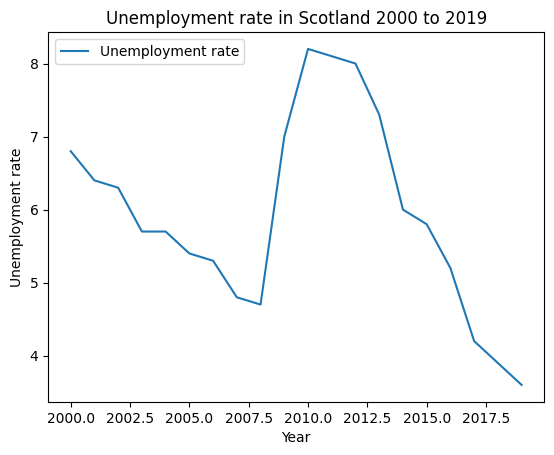 Unemployment rate in Scotland 2000 to 2019
Unemployment rate
Unemployment rate
8
7
6
5
4
2000.0 2002.5 2005.0 2007.5 2010.0 2012.5 2015.0 2017.5
Year